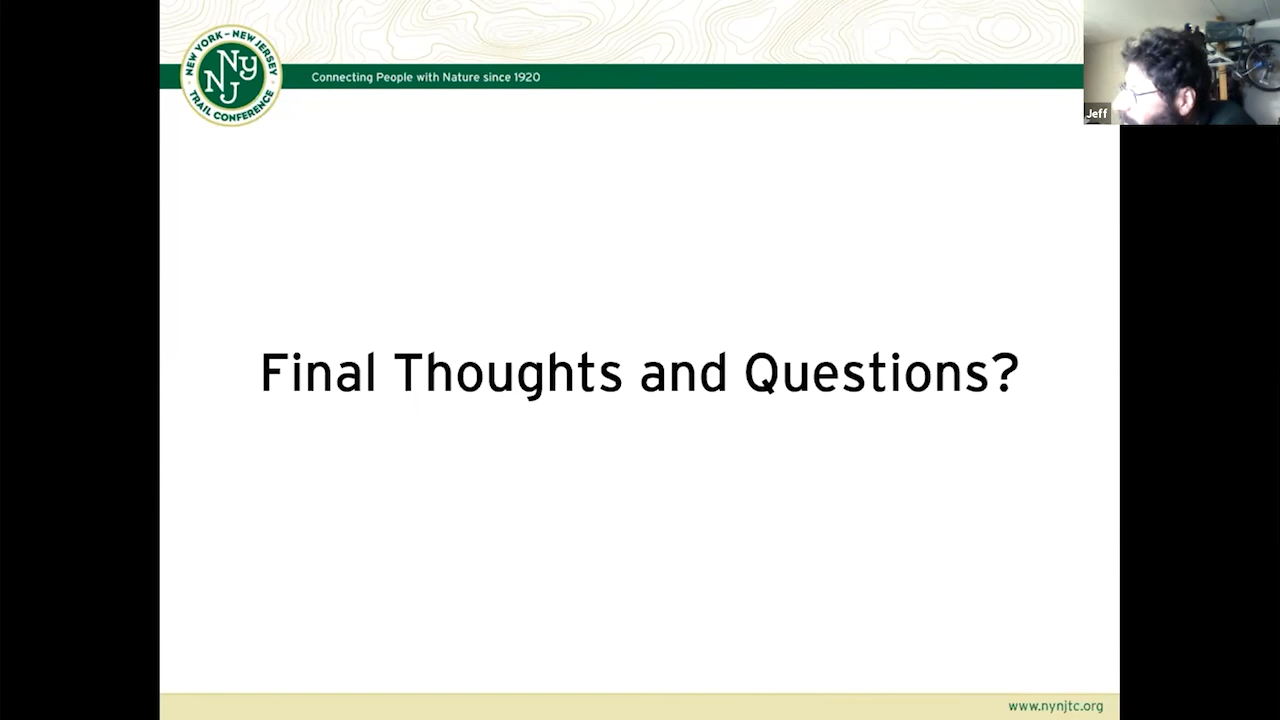 NEW YORK – NEW JERSEY
NY
NJ
TRAIL CONFERENCE
Connecting People with Nature since 1920
Jeff
Final Thoughts and Questions?
www.nynjtc.org